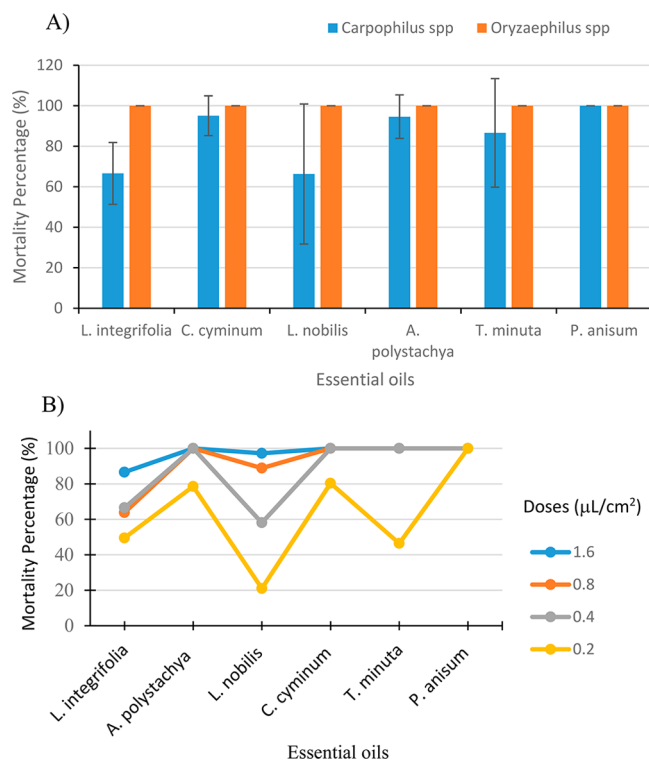 A)
Carpophilus spp Oryzaephilus spp
Mortality Percentage (%)
120
100
80
60
40
20
0
L. integrifolia C. cyminum L. nobilis A. polystachya T. minuta P. anisum
Essential oils
B)
Mortality Percentage (%)
100
80
60
40
20
0
L. integrifolia
A. polystachya
L. nobilis
C. cyminum
T. minuta
P. anisum
Essential oils
Doses (μL/cm²)
1.6
0.8
0.4
0.2